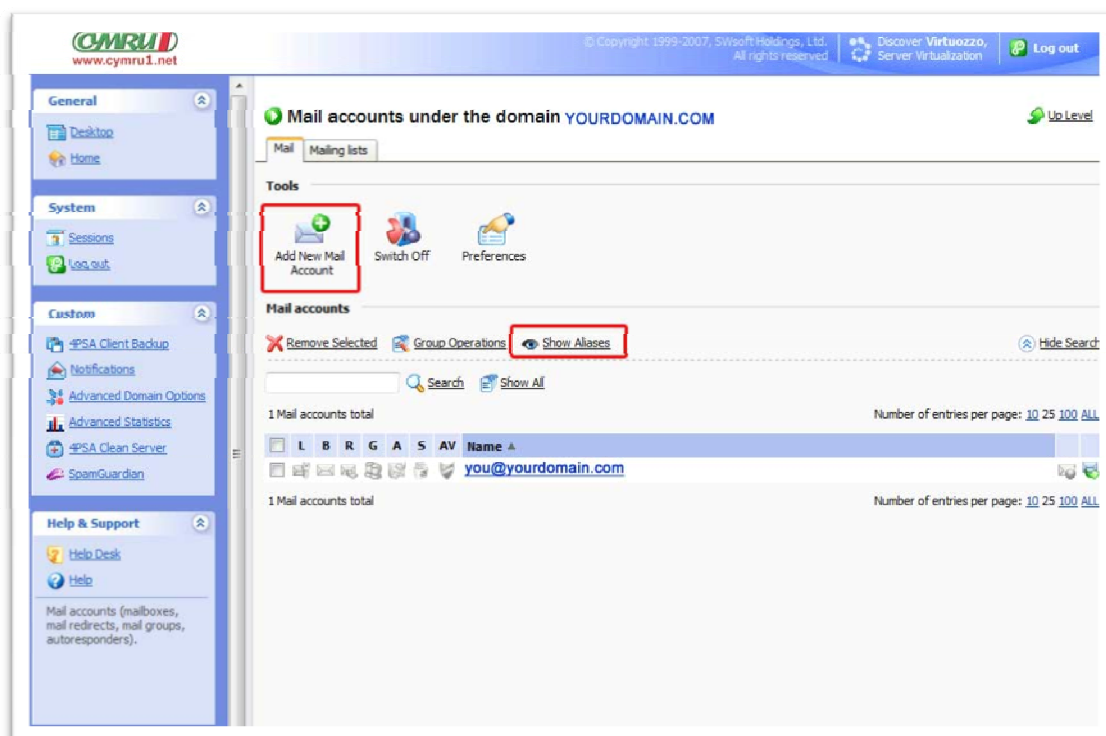 CYMRU
www.cymru1.net
© Copyright 1999-2007, SWsoft Holdings, Ltd.
All rights reserved
Discover Virtuozzo,
Server Virtualization
Log out
General
Desktop
Home
System
Sessions
Log out
Custom
4PSA Client Backup
Notifications
Advanced Domain Options
Advanced Statistics
4PSA Clean Server
SpamGuardian
Help & Support
Help Desk
Help
Mail accounts (mailboxes,
mail redirects, mail groups,
autoresponders).
Mail accounts under the domain YOURDOMAIN.COM
Up Level
Mail Mailing lists
Tools
Add New Mail
Account
Switch Off
Preferences
Mail accounts
Remove Selected Group Operations Show Aliases Hide Search
Search Show All
1 Mail accounts total Number of entries per page: 10 25 100 ALL
L B R G A S AV Name
you@yourdomain.com
1 Mail accounts total Number of entries per page: 10 25 100 ALL